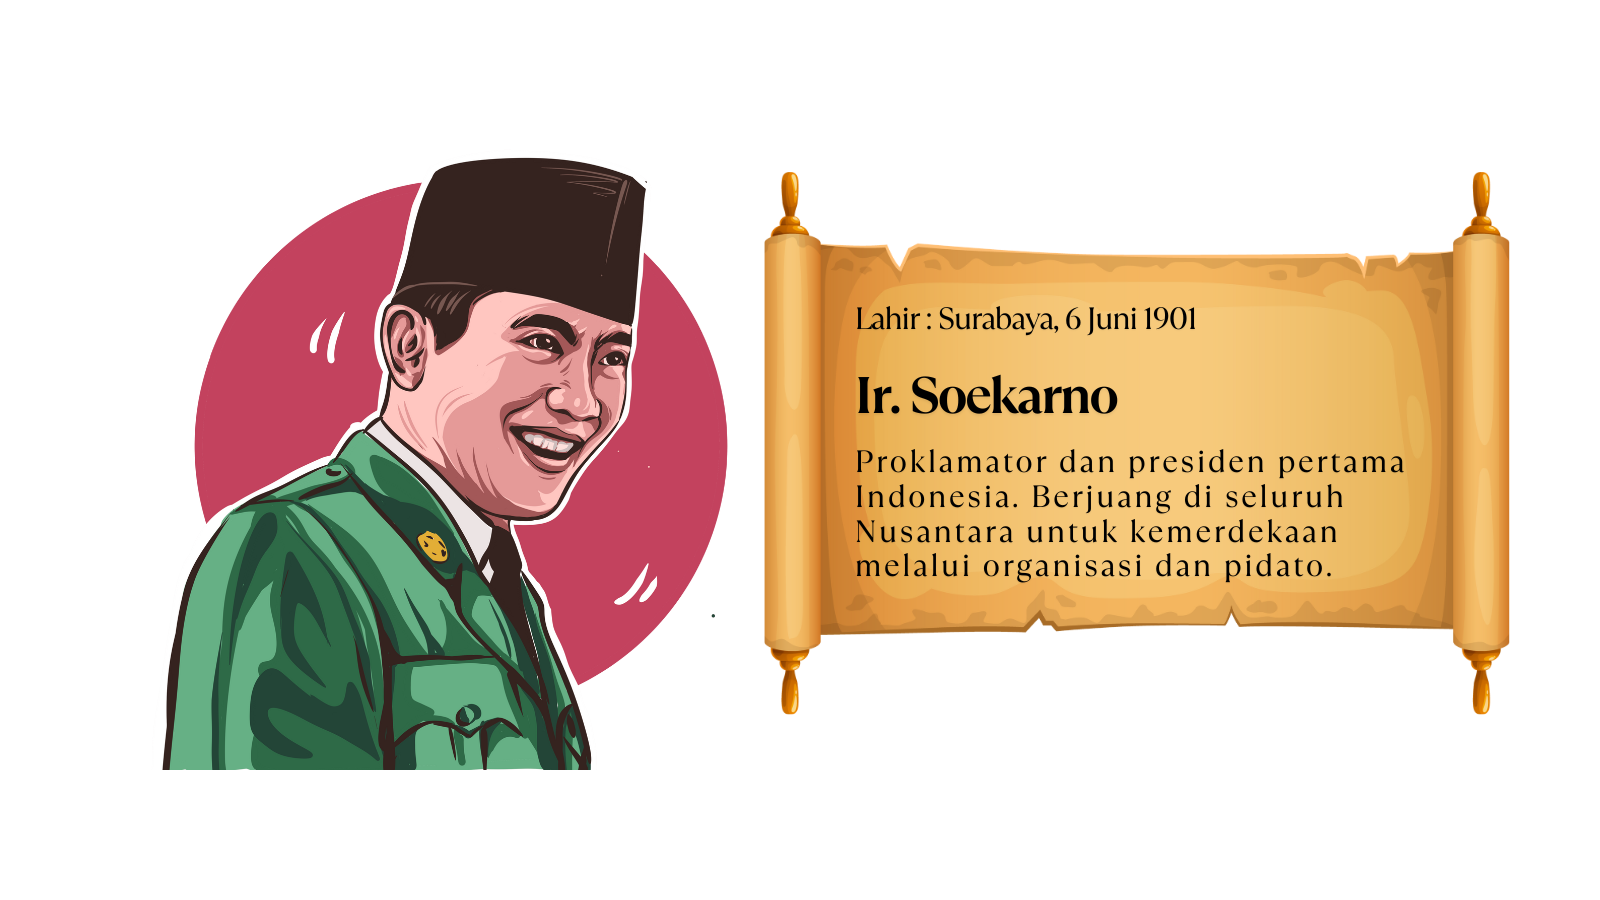 Lahir : Surabaya, 6 Juni 1901
Ir. Soekarno
Proklamator dan presiden pertama
Indonesia. Berjuang di seluruh
Nusantara untuk kemerdekaan
melalui organisasi dan pidato.